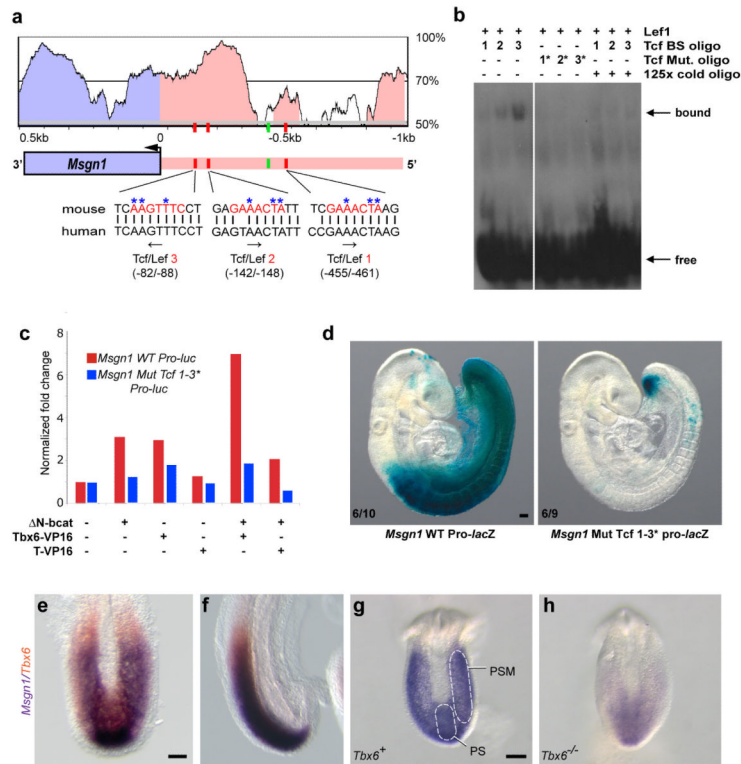 a
100%
70%
50%
0.5kb
0
-0.5kb
-1kb
3'
Msgn1
5'
** *
* **
* **
mouse
TCAAGTTTCCT
GAGAAACTATT
TCGAAACTAAG
human
TCAAGTTTCCT
GAGTAACTATT
CCGAAACTAAG
← → →
Tcf/Lef 3
Tcf/Lef 2
Tcf/Lef 1
(-82/-88)
(-142/-148)
(-455/-461)
b
+ + + + + + + + + Lef1
1 2 3 - - - 1 2 3 Tcf BS oligo
- - - 1* 2* 3* - - - Tcf Mut. oligo
- - - - - - + + + 125x cold oligo
bound
free
c
Normalized fold change
8
6
4
2
0
Msgn1 WT Pro-luc
Msgn1 Mut Tcf 1-3*
Pro-luc
ΔN-bcat - + - - + +
Tbx6-VP16 - - + - + -
T-VP16 - - - + - +
d
6/10
6/9
Msgn1 WT Pro-lacZ
Msgn1 Mut Tcf 1-3* pro-lacZ
Msgn1/Tbx6
e
f
g
PSM
PS
Tbx6+
h
Tbx6-/-